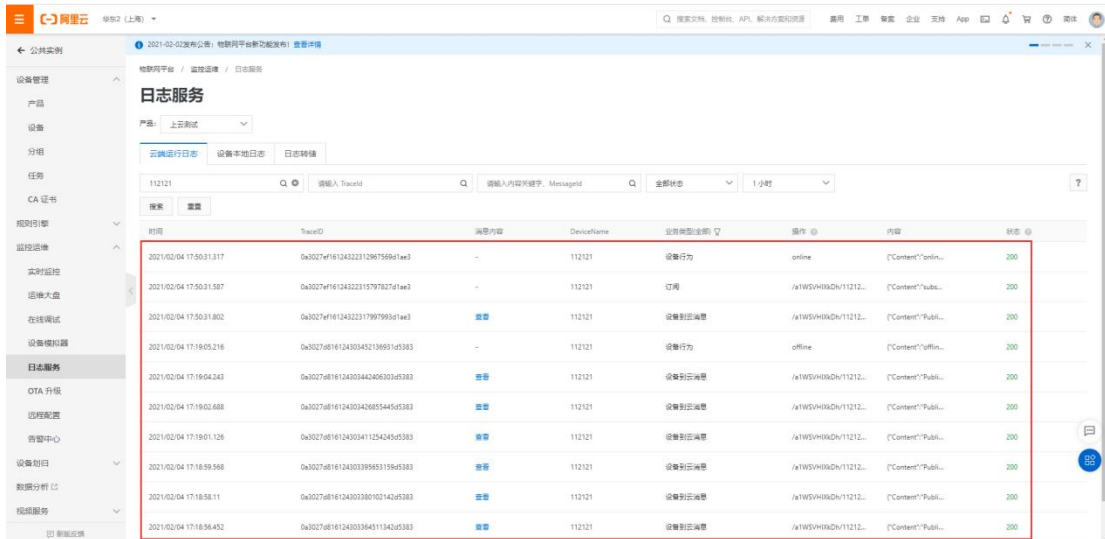 阿里云 华东2（上海）
搜索文档、控制台、API、解决方案和资源 费用 工单 备案 企业 支持 App 简体
公共实例
2021-02-02发布公告：物联网平台新功能发布！查看详情
物联网平台 / 监控运维 / 日志服务
设备管理
产品
设备
分组
任务
CA 证书
规则引擎
监控运维
实时监控
运维大盘
在线调试
设备模拟器
日志服务
OTA 升级
远程配置
告警中心
设备划归
数据分析
视频服务
日志服务
产品： 上云测试
云端运行日志 设备本地日志 日志转储
112121 请输入 TraceId 请输入内容关键字、MessageId 全部状态 1 小时
搜索 重置
时间 TraceID 消息内容 DeviceName 业务类型(全部) 操作 内容 状态
2021/02/04 17:50:31.317 0a3027ef16124322312967569d1ae3 - 112121 设备行为 online {"Content":"onlin... 200
2021/02/04 17:50:31.587 0a3027ef16124322315797827d1ae3 - 112121 订阅 /a1WSVHIXkDh/11212... {"Content":"subs... 200
2021/02/04 17:50:31.802 0a3027ef16124322317997993d1ae3 查看 112121 设备到云消息 /a1WSVHIXkDh/11212... {"Content":"Publi... 200
2021/02/04 17:19:05.216 0a3027d816124303452136931d5383 - 112121 设备行为 offline {"Content":"offlin... 200
2021/02/04 17:19:04.243 0a3027d816124303442406303d5383 查看 112121 设备到云消息 /a1WSVHIXkDh/11212... {"Content":"Publi... 200
2021/02/04 17:19:02.688 0a3027d816124303426855445d5383 查看 112121 设备到云消息 /a1WSVHIXkDh/11212... {"Content":"Publi... 200
2021/02/04 17:19:01.126 0a3027d816124303411254245d5383 查看 112121 设备到云消息 /a1WSVHIXkDh/11212... {"Content":"Publi... 200
2021/02/04 17:18:59.568 0a3027d816124303395653159d5383 查看 112121 设备到云消息 /a1WSVHIXkDh/11212... {"Content":"Publi... 200
2021/02/04 17:18:58.11 0a3027d816124303380102142d5383 查看 112121 设备到云消息 /a1WSVHIXkDh/11212... {"Content":"Publi... 200
2021/02/04 17:18:56.452 0a3027d816124303364511342d5383 查看 112121 设备到云消息 /a1WSVHIXkDh/11212... {"Content":"Publi... 200